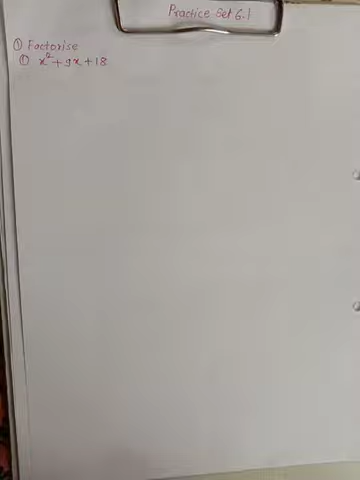 Practice Set 6.1
① Factorise
① x² + 9x + 18